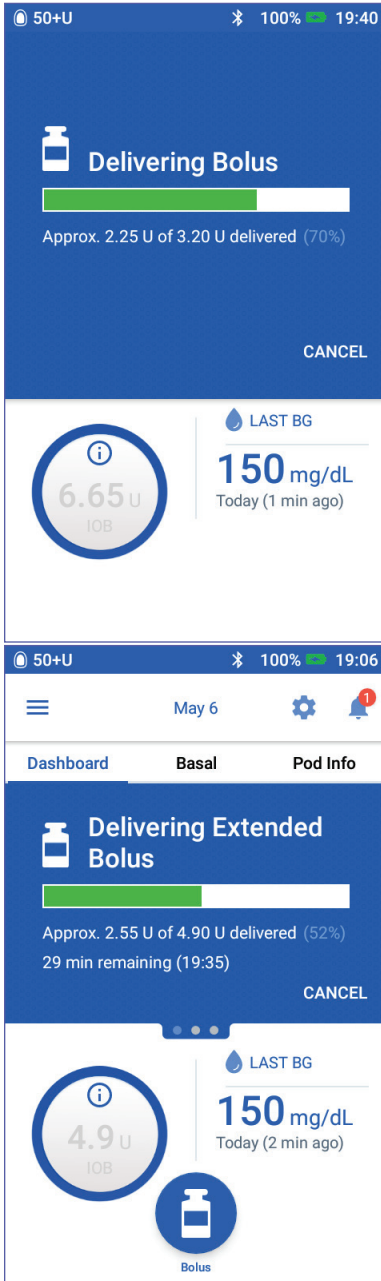 50+U 100% 19:40
Delivering Bolus
Approx. 2.25 U of 3.20 U delivered (70%)
CANCEL
LAST BG
150 mg/dL
Today (1 min ago)
6.65 U
IOB
50+U 100% 19:06
May 6 1
Dashboard Basal Pod Info
Delivering Extended
Bolus
Approx. 2.55 U of 4.90 U delivered (52%)
29 min remaining (19:35)
CANCEL
LAST BG
150 mg/dL
Today (2 min ago)
4.9 U
IOB
Bolus